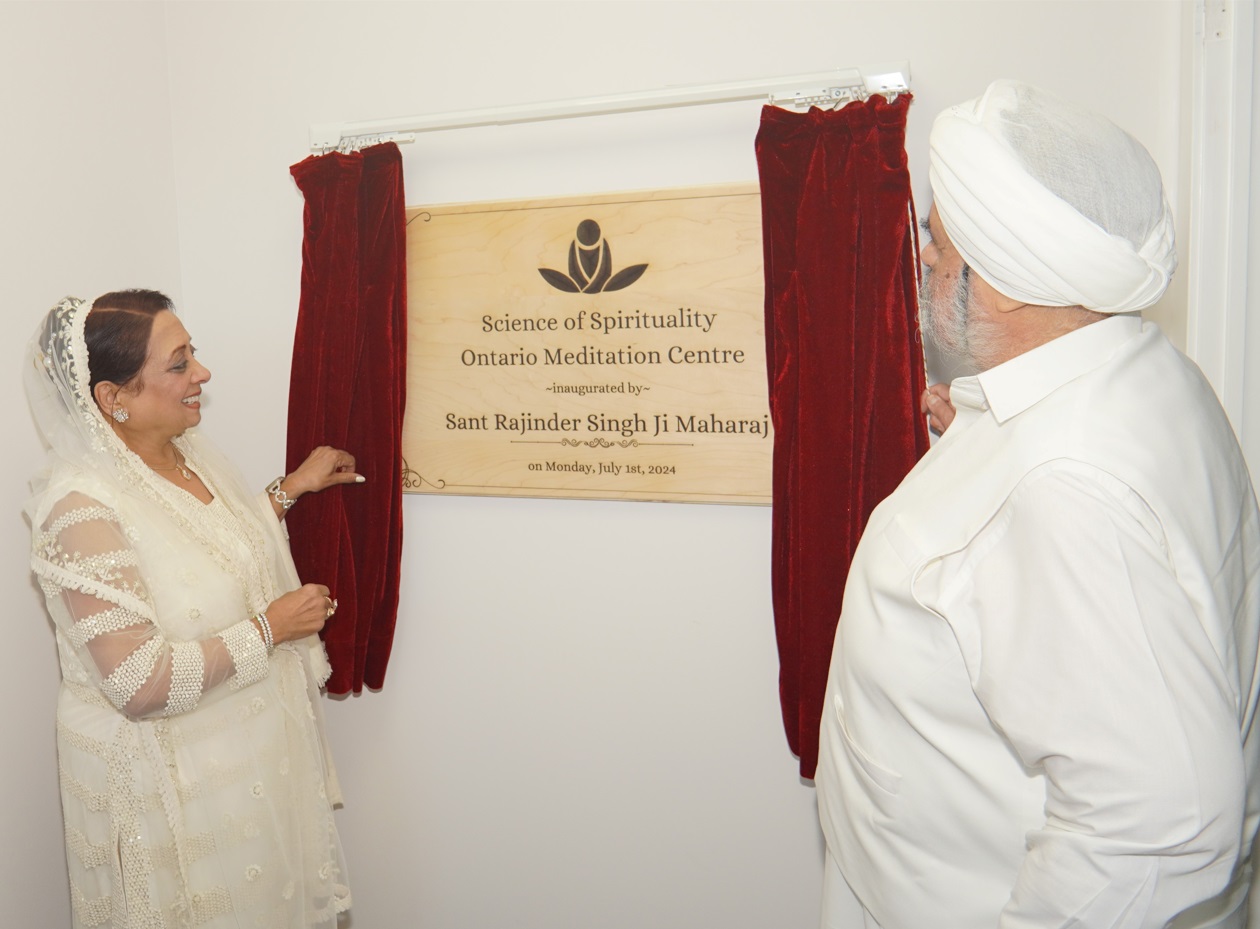 Science of Spirituality
Ontario Meditation Centre
~inaugurated by~
Sant Rajinder Singh Ji Maharaj
on Monday, July 1st, 2024